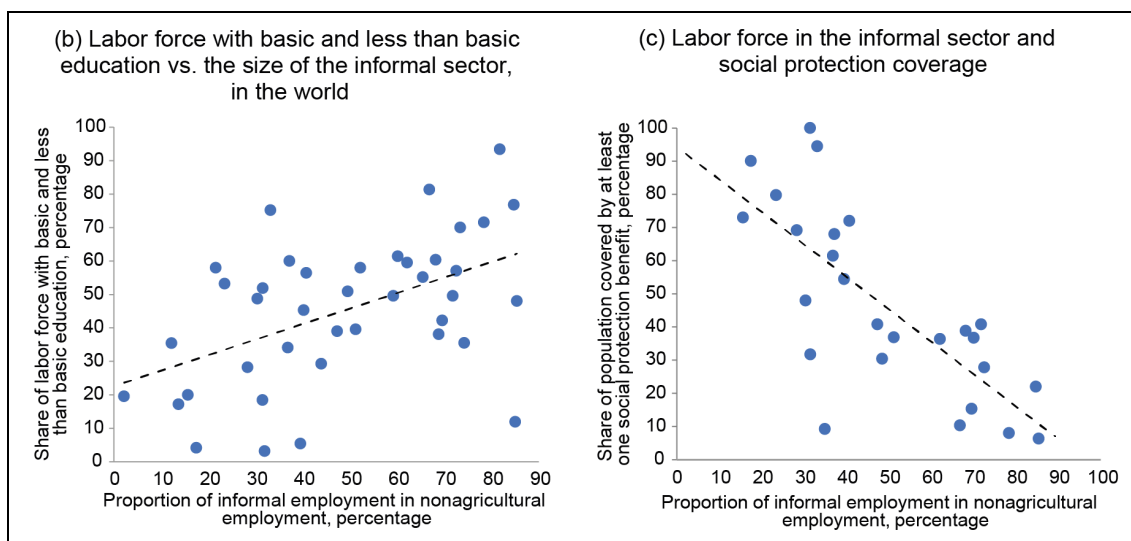 (b) Labor force with basic and less than basic
education vs. the size of the informal sector,
in the world
Share of labor force with basic and less
than basic education, percentage
100
90
80
70
60
50
40
30
20
10
0
0 10 20 30 40 50 60 70 80 90
Proportion of informal employment in nonagricultural
employment, percentage
(c) Labor force in the informal sector and
social protection coverage
Share of population covered by at least
one social protection benefit, percentage
100
90
80
70
60
50
40
30
20
10
0
0 10 20 30 40 50 60 70 80 90 100
Proportion of informal employment in nonagricultural
employment, percentage